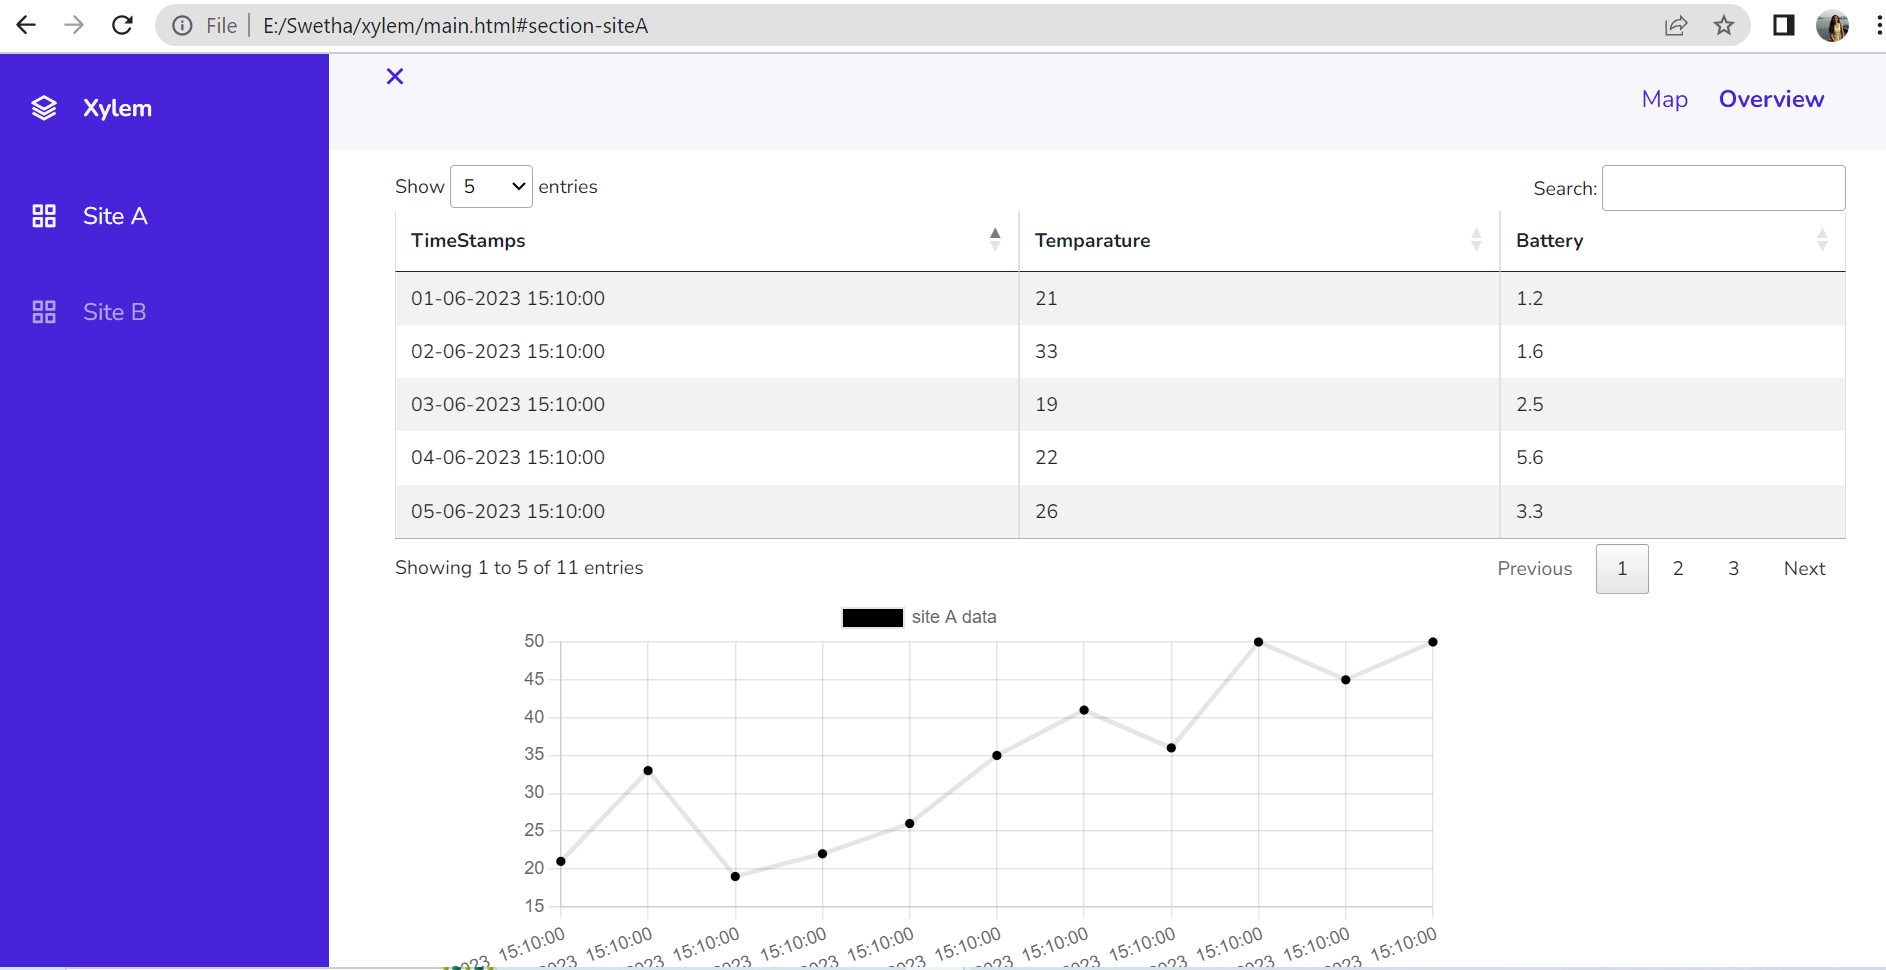 File E:/Swetha/xylem/main.html#section-siteA
Xylem
Site A
Site B
Map Overview
Show 5 entries Search:
TimeStamps Temparature Battery
01-06-2023 15:10:00 21 1.2
02-06-2023 15:10:00 33 1.6
03-06-2023 15:10:00 19 2.5
04-06-2023 15:10:00 22 5.6
05-06-2023 15:10:00 26 3.3
Showing 1 to 5 of 11 entries Previous 1 2 3 Next
site A data
50
45
40
35
30
25
20
15
15:10:00 15:10:00 15:10:00 15:10:00 15:10:00 15:10:00 15:10:00 15:10:00 15:10:00 15:10:00 15:10:00